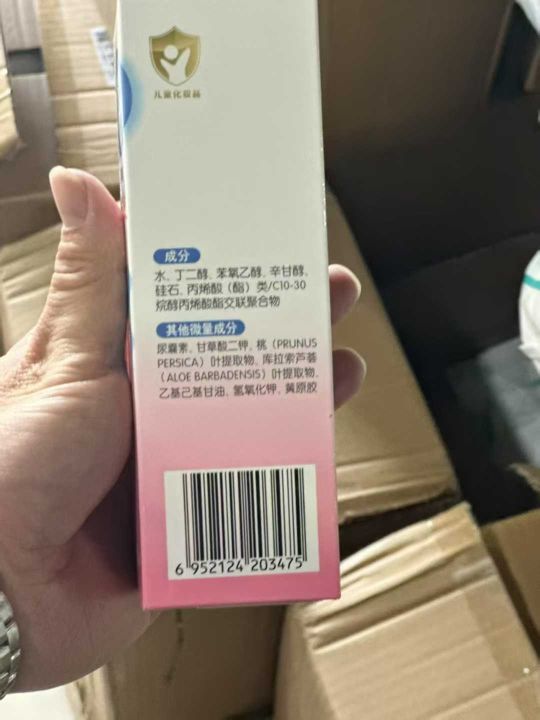 儿童化妆品
成分
水、丁二醇、苯氧乙醇、辛甘醇、
硅石、丙烯酸（酯）类/C10-30
烷醇丙烯酸酯交联聚合物
其他微量成分
尿囊素、甘草酸二钾、桃（PRUNUS
PERSICA）叶提取物、库拉索芦荟
（ALOE BARBADENSIS）叶提取物、
乙基己基甘油、氢氧化钾、黄原胶
6 952124 203475